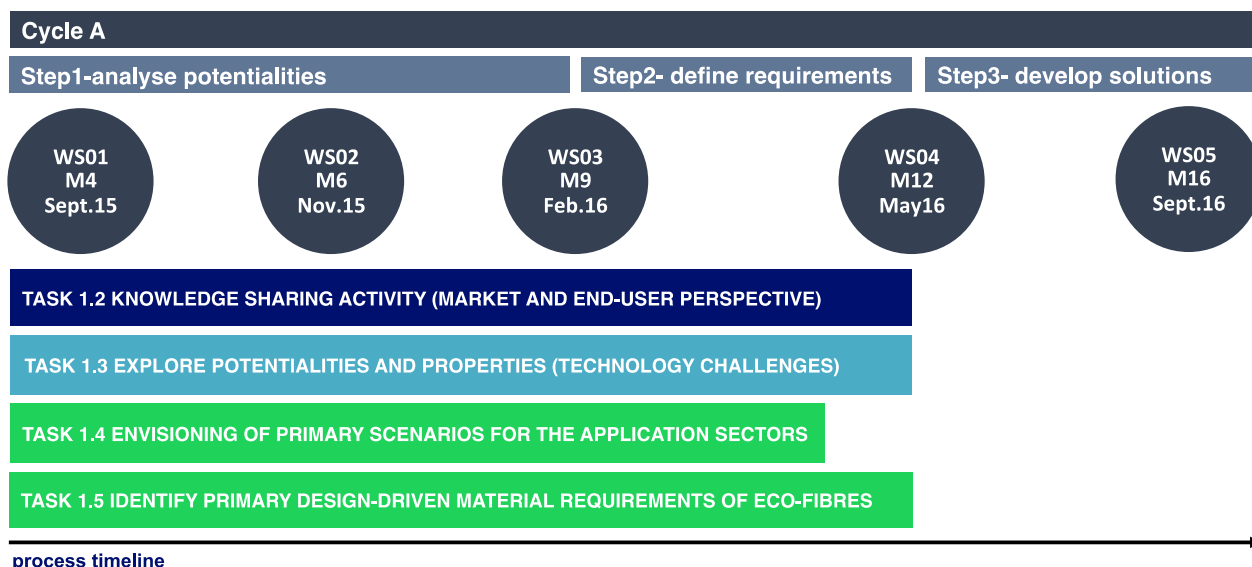 Cycle A
Step1-analyse potentialities
Step2- define requirements
Step3- develop solutions
WS01
M4
Sept.15
WS02
M6
Nov.15
WS03
M9
Feb.16
WS04
M12
May16
WS05
M16
Sept.16
TASK 1.2 KNOWLEDGE SHARING ACTIVITY (MARKET AND END-USER PERSPECTIVE)
TASK 1.3 EXPLORE POTENTIALITIES AND PROPERTIES (TECHNOLOGY CHALLENGES)
TASK 1.4 ENVISIONING OF PRIMARY SCENARIOS FOR THE APPLICATION SECTORS
TASK 1.5 IDENTIFY PRIMARY DESIGN-DRIVEN MATERIAL REQUIREMENTS OF ECO-FIBRES
process timeline